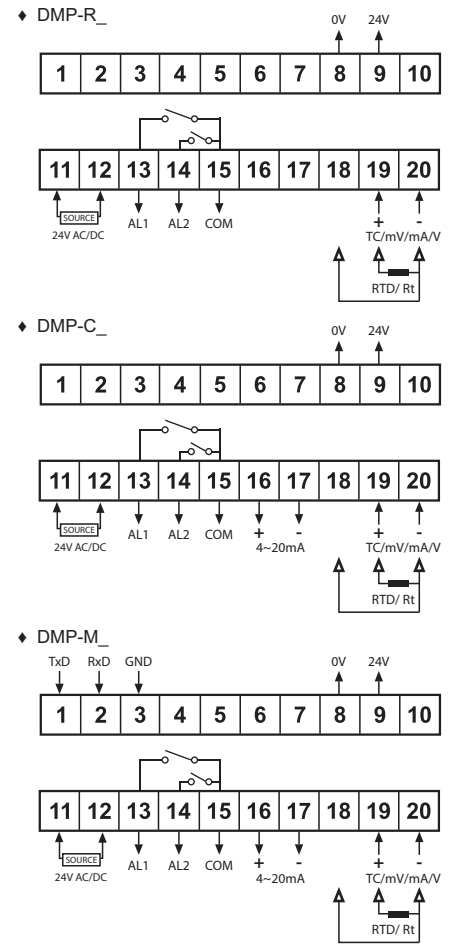 ♦ DMP-R_
0V 24V
1 2 3 4 5 6 7 8 9 10
11 12 13 14 15 16 17 18 19 20
SOURCE
24V AC/DC
AL1 AL2 COM
+ -
TC/mV/mA/V
RTD/ Rt
♦ DMP-C_
0V 24V
1 2 3 4 5 6 7 8 9 10
11 12 13 14 15 16 17 18 19 20
SOURCE
24V AC/DC
AL1 AL2 COM + -
4~20mA
+ -
TC/mV/mA/V
RTD/ Rt
♦ DMP-M_
TxD RxD GND 0V 24V
1 2 3 4 5 6 7 8 9 10
11 12 13 14 15 16 17 18 19 20
SOURCE
24V AC/DC
AL1 AL2 COM + -
4~20mA
+ -
TC/mV/mA/V
RTD/ Rt